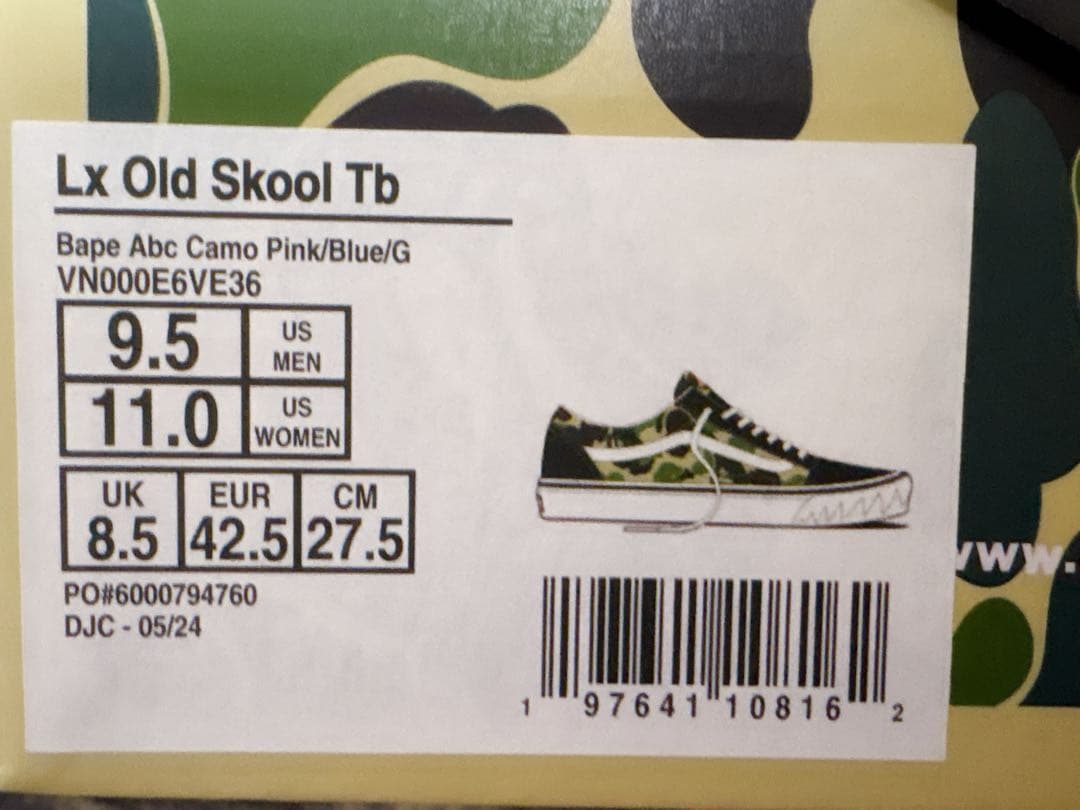 Lx Old Skool Tb
Bape Abc Camo Pink/Blue/G
VN000E6VE36
9.5 US MEN
11.0 US WOMEN
UK EUR CM
8.5 42.5 27.5
PO#6000794760
DJC - 05/24
www.
1 97641 10816 2